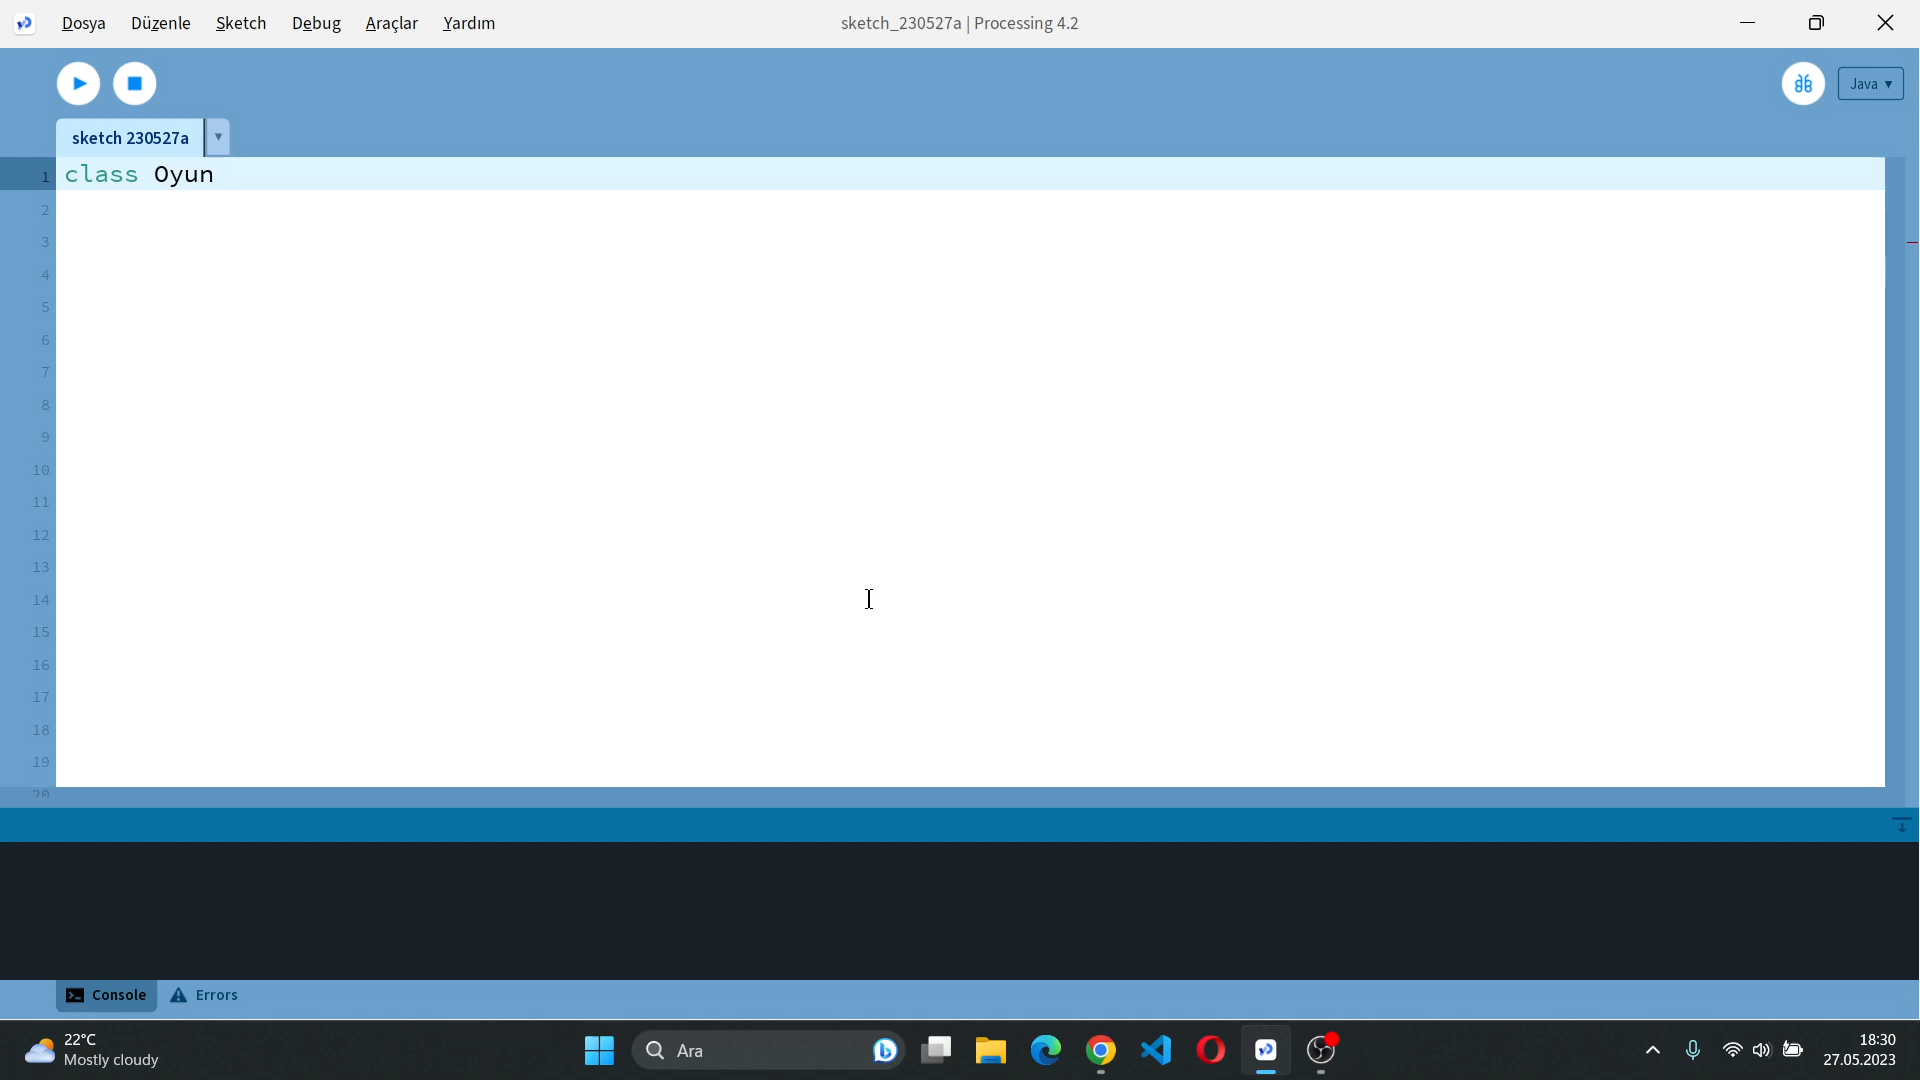 Dosya Düzenle Sketch Debug Araçlar Yardım sketch_230527a | Processing 4.2
Java
sketch 230527a
1 class Oyun
2
3
4
5
6
7
8
9
10
11
12
13
14
15
16
17
18
19
20
Console Errors
22°C
Mostly cloudy
Ara
18:30
27.05.2023